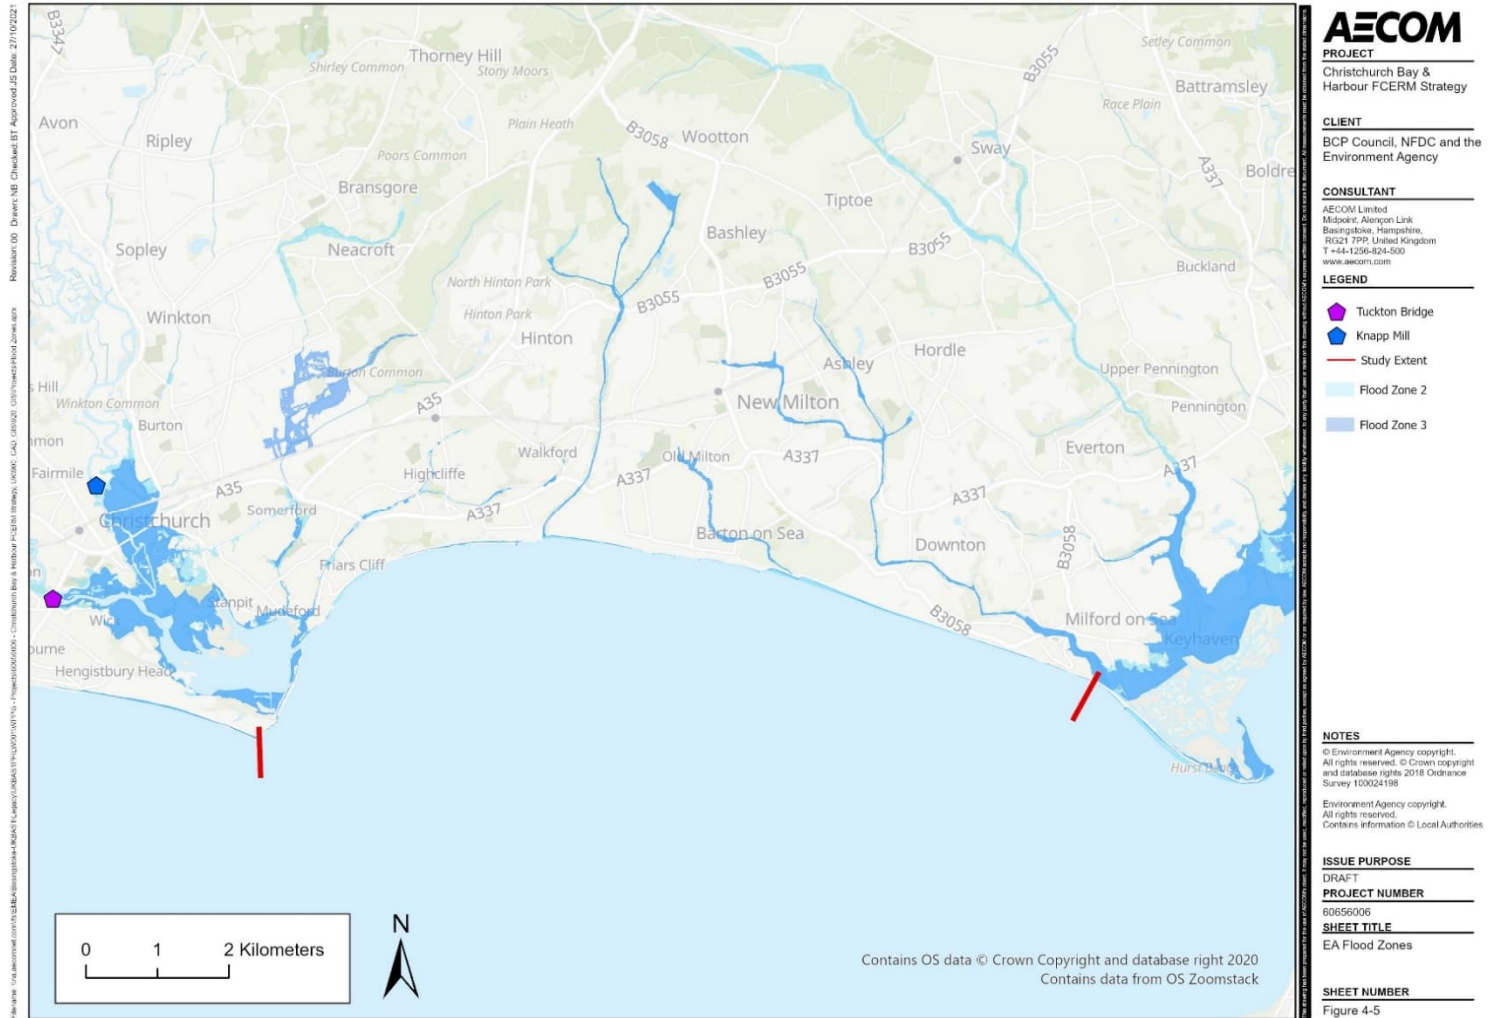 B3347
Thorney Hill
Setley Common
Shirley Common
Stony Moors
B3055
Battramsley
Race Plain
Avon
Ripley
Plain Heath
B3058
Wootton
Poors Common
Sway
A337
Boldre
Bransgore
Tiptoe
Sopley
Neacroft
Bashley
B3055
Buckland
North Hinton Park
B3055
B3055
Winkton
Hinton Park
Hinton
Ashley
Hordle
Upper Pennington
Burton Common
s Hill
Winkton Common
A35
New Milton
Pennington
Burton
mmon
Everton
Fairmile
Highcliffe
Walkford
Old Milton
A337
A337
A337
A35
Somerford
A337
A337
Christchurch
Barton on Sea
Downton
B3058
Friars Cliff
Stanpit
Mudeford
Wick
B3058
Milford on Sea
Keyhaven
ourne
Hengistbury Head
0 1 2 Kilometers
N
Contains OS data © Crown Copyright and database right 2020
Contains data from OS Zoomstack
AECOM
PROJECT
Christchurch Bay &
Harbour FCERM Strategy
CLIENT
BCP Council, NFDC and the
Environment Agency
CONSULTANT
AECOM Limited
Midpoint, Alençon Link
Basingstoke, Hampshire,
RG21 7PP, United Kingdom
T +44-1256-824-500
www.aecom.com
LEGEND
Tuckton Bridge
Knapp Mill
Study Extent
Flood Zone 2
Flood Zone 3
NOTES
© Environment Agency copyright.
All rights reserved. © Crown copyright
and database rights 2018 Ordnance
Survey 100024198
Environment Agency copyright.
All rights reserved.
Contains information © Local Authorities
ISSUE PURPOSE
DRAFT
PROJECT NUMBER
60656006
SHEET TITLE
EA Flood Zones
SHEET NUMBER
Figure 4-5
Revision:00 Drawn: NB Checked: BT Approved:JS Date: 27/10/2021